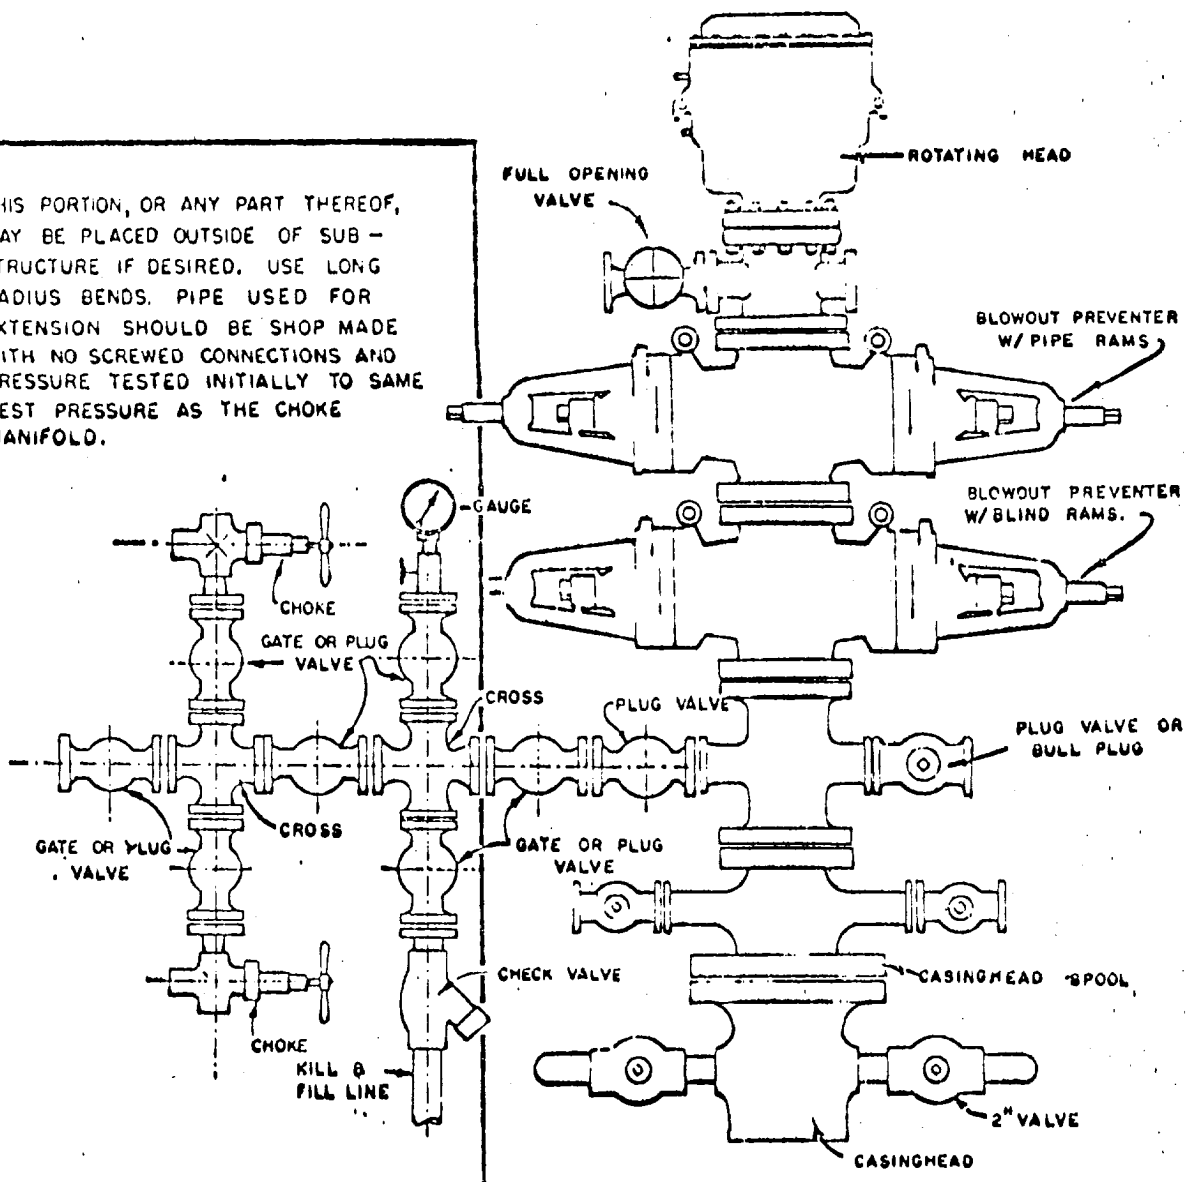 ROTATING HEAD
FULL OPENING
VALVE
HIS PORTION, OR ANY PART THEREOF,
AY BE PLACED OUTSIDE OF SUB –
TRUCTURE IF DESIRED. USE LONG
ADIUS BENDS. PIPE USED FOR
XTENSION SHOULD BE SHOP MADE
ITH NO SCREWED CONNECTIONS AND
RESSURE TESTED INITIALLY TO SAME
EST PRESSURE AS THE CHOKE
ANIFOLD.
BLOWOUT PREVENTER
W/ PIPE RAMS
GAUGE
BLOWOUT PREVENTER
W/BLIND RAMS.
CHOKE
GATE OR PLUG
VALVE
CROSS
PLUG VALVE
PLUG VALVE OR
BULL PLUG
CROSS
GATE OR PLUG
VALVE
GATE OR PLUG
VALVE
CHECK VALVE
CASINGHEAD SPOOL
CHOKE
KILL &
FILL LINE
2" VALVE
CASINGHEAD